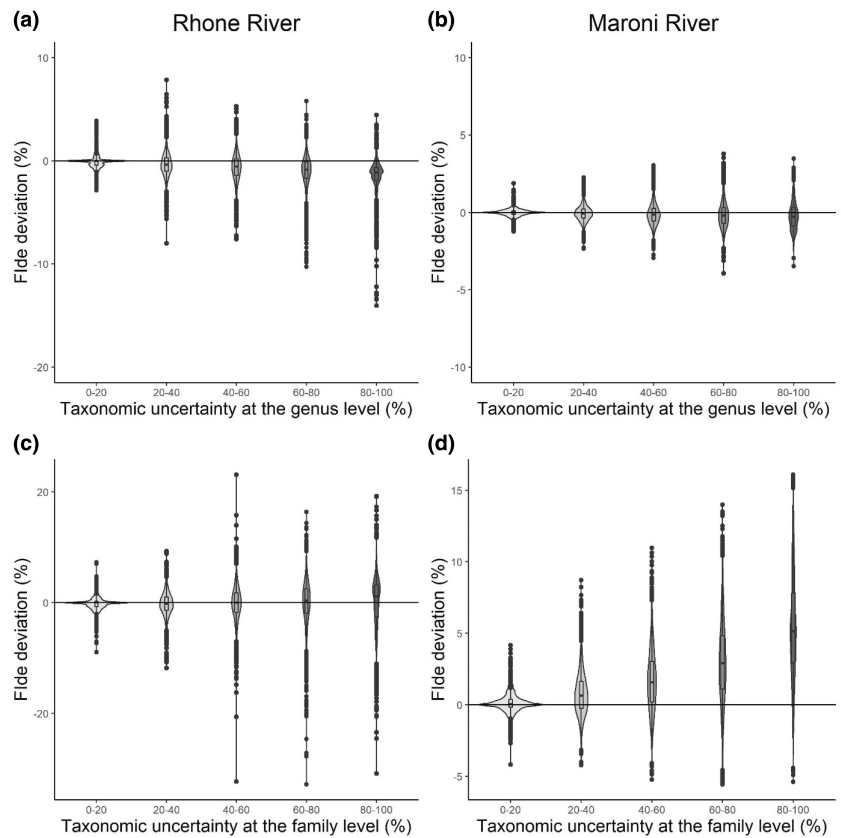 (a) Rhone River
(b) Maroni River
FIde deviation (%)
10
0
-10
-20
0-20 20-40 40-60 60-80 80-100
Taxonomic uncertainty at the genus level (%)
FIde deviation (%)
10
5
0
-5
-10
0-20 20-40 40-60 60-80 80-100
Taxonomic uncertainty at the genus level (%)
(c)
FIde deviation (%)
20
0
-20
0-20 20-40 40-60 60-80 80-100
Taxonomic uncertainty at the family level (%)
(d)
FIde deviation (%)
15
10
5
0
-5
0-20 20-40 40-60 60-80 80-100
Taxonomic uncertainty at the family level (%)